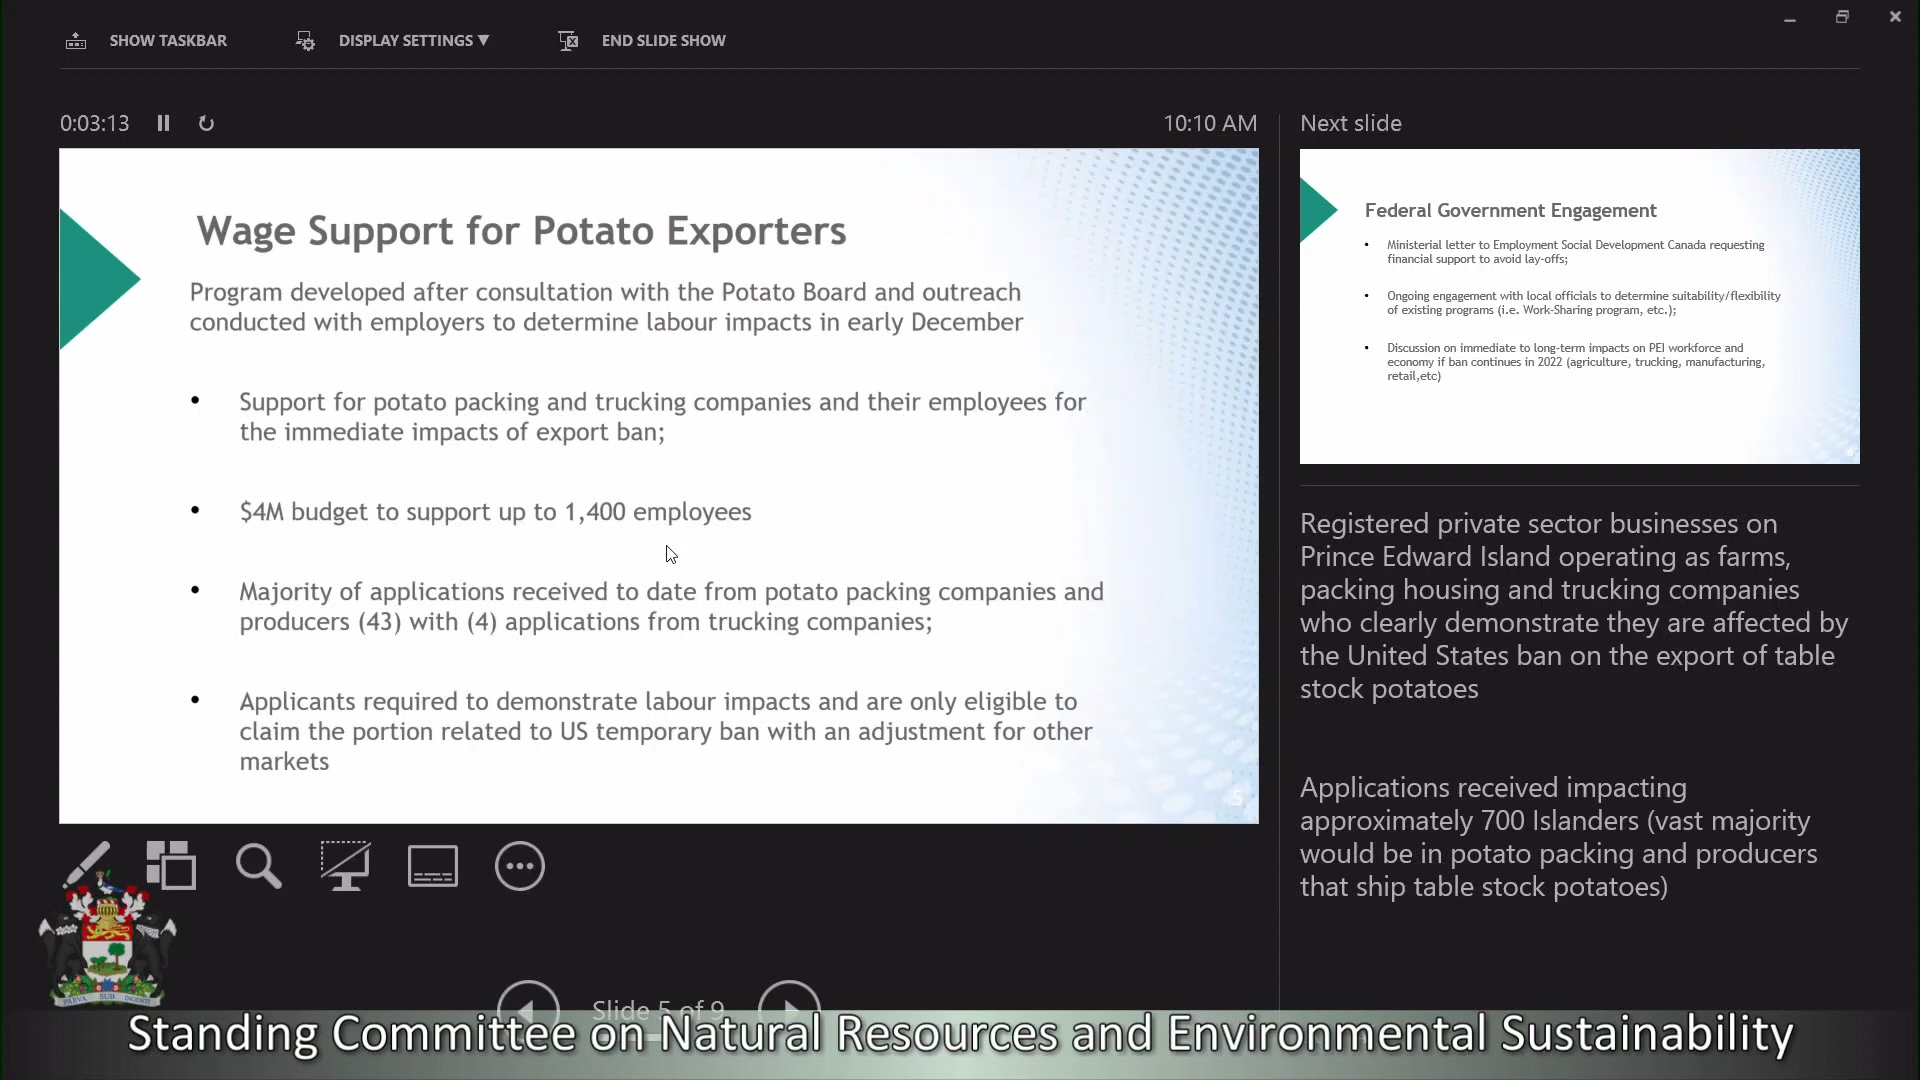 SHOW TASKBAR
DISPLAY SETTINGS ▼
END SLIDE SHOW
0:03:13
10:10 AM
Wage Support for Potato Exporters
Program developed after consultation with the Potato Board and outreach
conducted with employers to determine labour impacts in early December
• Support for potato packing and trucking companies and their employees for
the immediate impacts of export ban;
• $4M budget to support up to 1,400 employees
• Majority of applications received to date from potato packing companies and
producers (43) with (4) applications from trucking companies;
• Applicants required to demonstrate labour impacts and are only eligible to
claim the portion related to US temporary ban with an adjustment for other
markets
5
Next slide
Federal Government Engagement
• Ministerial letter to Employment Social Development Canada requesting
financial support to avoid lay-offs;
• Ongoing engagement with local officials to determine suitability/flexibility
of existing programs (i.e. Work-Sharing program, etc.);
• Discussion on immediate to long-term impacts on PEI workforce and
economy if ban continues in 2022 (agriculture, trucking, manufacturing,
retail,etc)
Registered private sector businesses on
Prince Edward Island operating as farms,
packing housing and trucking companies
who clearly demonstrate they are affected by
the United States ban on the export of table
stock potatoes
Applications received impacting
approximately 700 Islanders (vast majority
would be in potato packing and producers
that ship table stock potatoes)
PARVA SUB INGENTI
Slide 5 of 9
Standing Committee on Natural Resources and Environmental Sustainability